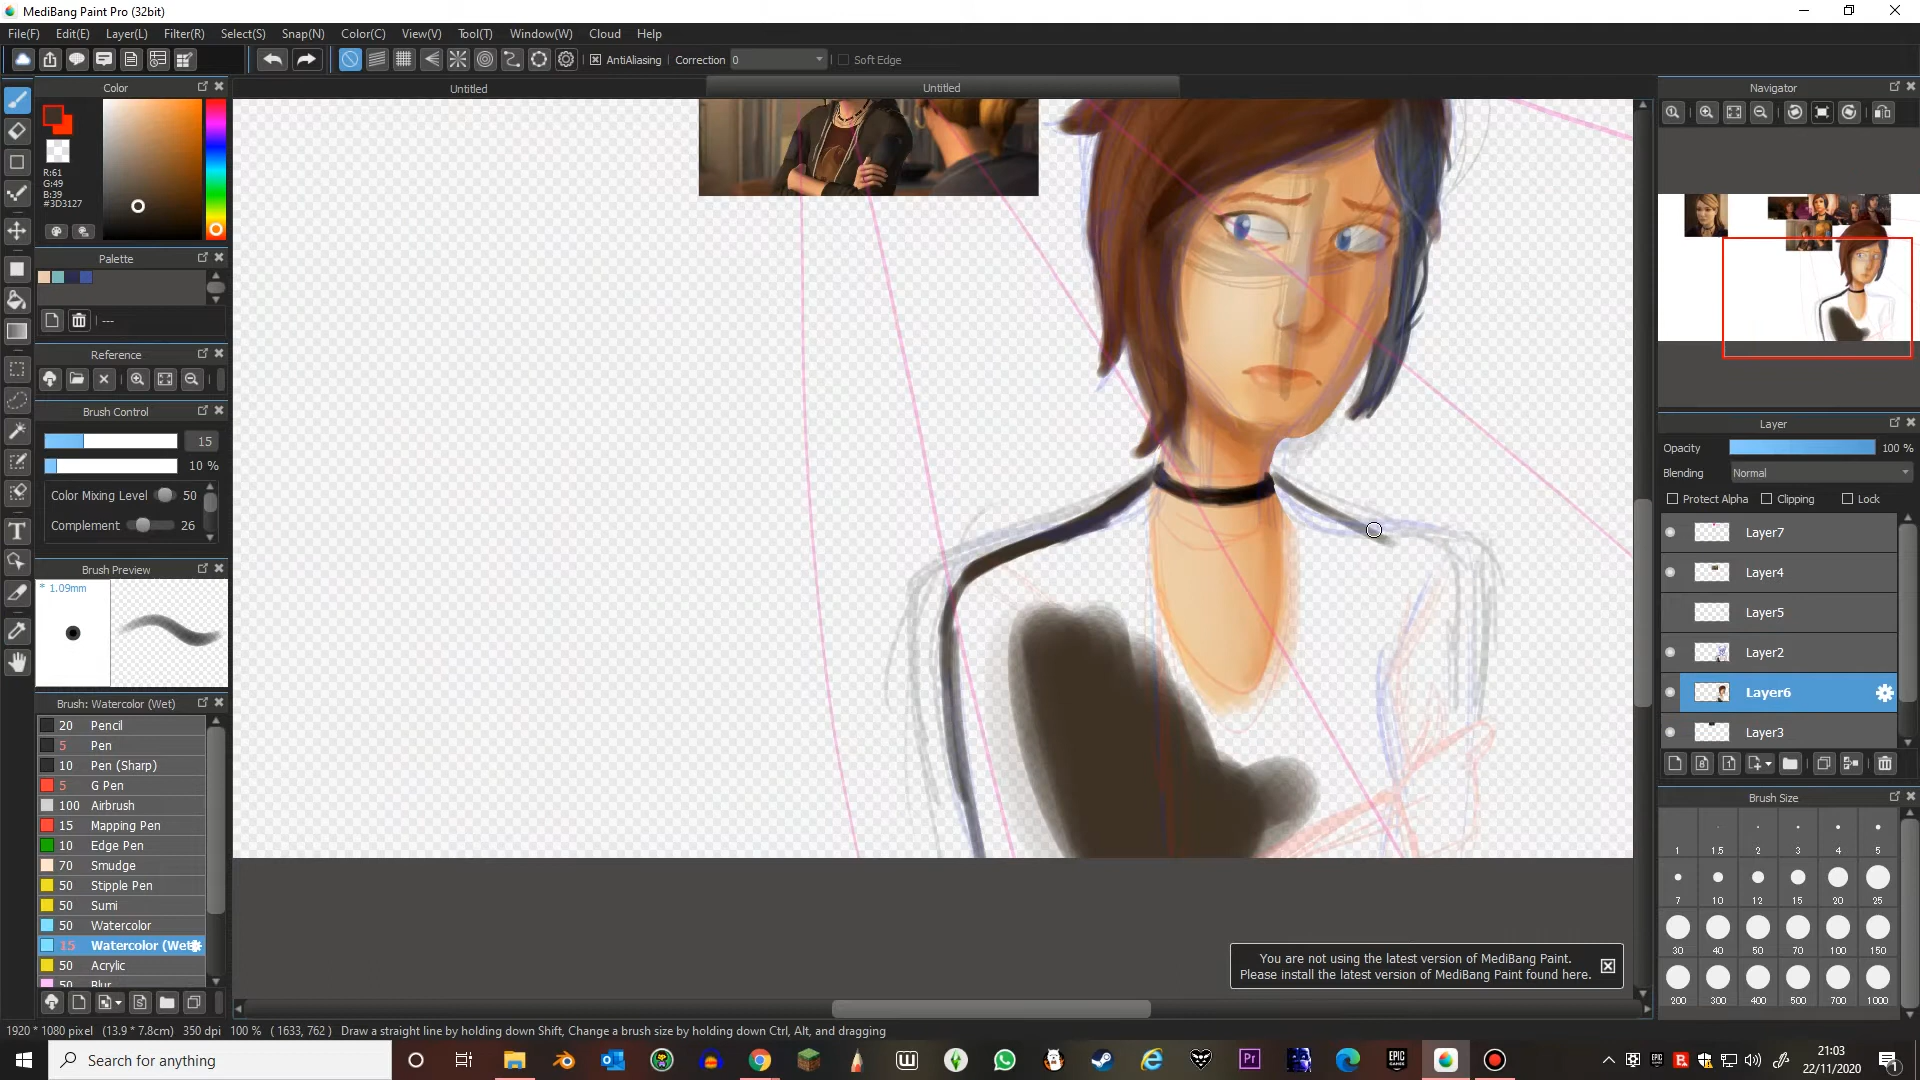 MediBang Paint Pro (32bit)
File(F) Edit(E) Layer(L) Filter(R) Select(S) Snap(N) Color(C) View(V) Tool(T) Window(W) Cloud Help
AntiAliasing Correction 0 Soft Edge
Color
Untitled
Untitled
Navigator
R:61
G:49
B:39
#3D3127
Palette
---
Reference
Brush Control
15
10 %
Color Mixing Level 50
Complement 26
Brush Preview
* 1.09mm
Brush: Watercolor (Wet)
20 Pencil
5 Pen
10 Pen (Sharp)
5 G Pen
100 Airbrush
15 Mapping Pen
10 Edge Pen
70 Smudge
50 Stipple Pen
50 Sumi
50 Watercolor
15 Watercolor (Wet
50 Acrylic
50 Blur
Layer
Opacity 100 %
Blending Normal
Protect Alpha Clipping Lock
Layer7
Layer4
Layer5
Layer2
Layer6
Layer3
Brush Size
1 1.5 2 3 4 5
7 10 12 15 20 25
30 40 50 70 100 150
200 300 400 500 700 1000
You are not using the latest version of MediBang Paint.
Please install the latest version of MediBang Paint found here.
1920 * 1080 pixel (13.9 * 7.8cm) 350 dpi 100 % ( 1633, 762 ) Draw a straight line by holding down Shift, Change a brush size by holding down Ctrl, Alt, and dragging
Search for anything
21:03
22/11/2020